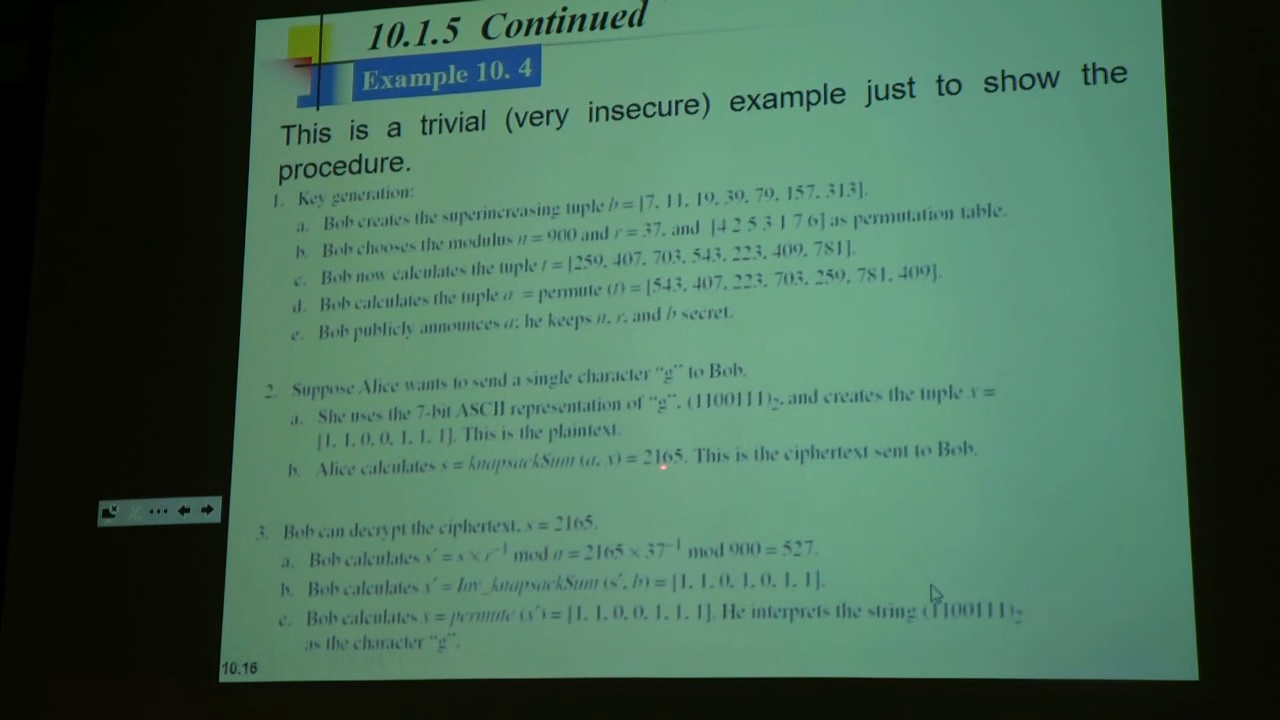 10.1.5 Continued
Example 10. 4
This is a trivial (very insecure) example just to show the
procedure.
1. Key generation:
a. Bob creates the superincreasing tuple b = [7, 11, 19, 39, 79, 157, 313].
b. Bob chooses the modulus n = 900 and r = 37, and [4 2 5 3 1 7 6] as permutation table.
c. Bob now calculates the tuple t = [259, 407, 703, 543, 223, 409, 781].
d. Bob calculates the tuple a = permute (t) = [543, 407, 223, 703, 259, 781, 409].
e. Bob publicly announces a; he keeps n, r, and b secret.
2. Suppose Alice wants to send a single character “g” to Bob.
a. She uses the 7-bit ASCII representation of “g”, (1100111)₂, and creates the tuple x =
[1, 1, 0, 0, 1, 1, 1]. This is the plaintext.
b. Alice calculates s = knapsackSum (a, x) = 2165. This is the ciphertext sent to Bob.
3. Bob can decrypt the ciphertext, s = 2165.
a. Bob calculates s′ = s × r⁻¹ mod n = 2165 × 37⁻¹ mod 900 = 527.
b. Bob calculates x′ = Inv_knapsackSum (s′, b) = [1, 1, 0, 1, 0, 1, 1].
c. Bob calculates x = permute (x′) = [1, 1, 0, 0, 1, 1, 1]. He interprets the string (1100111)₂
as the character “g”.
10.16